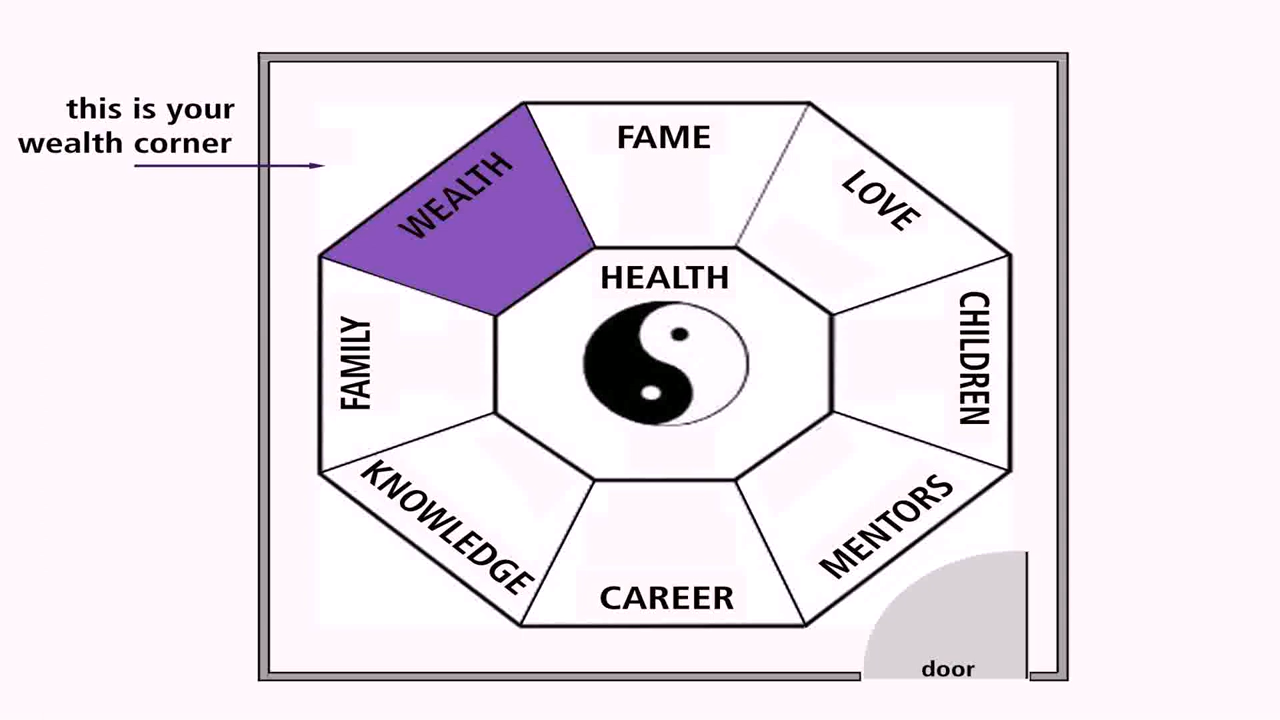 this is your
wealth corner
WEALTH
FAME
LOVE
HEALTH
FAMILY
CHILDREN
KNOWLEDGE
CAREER
MENTORS
door